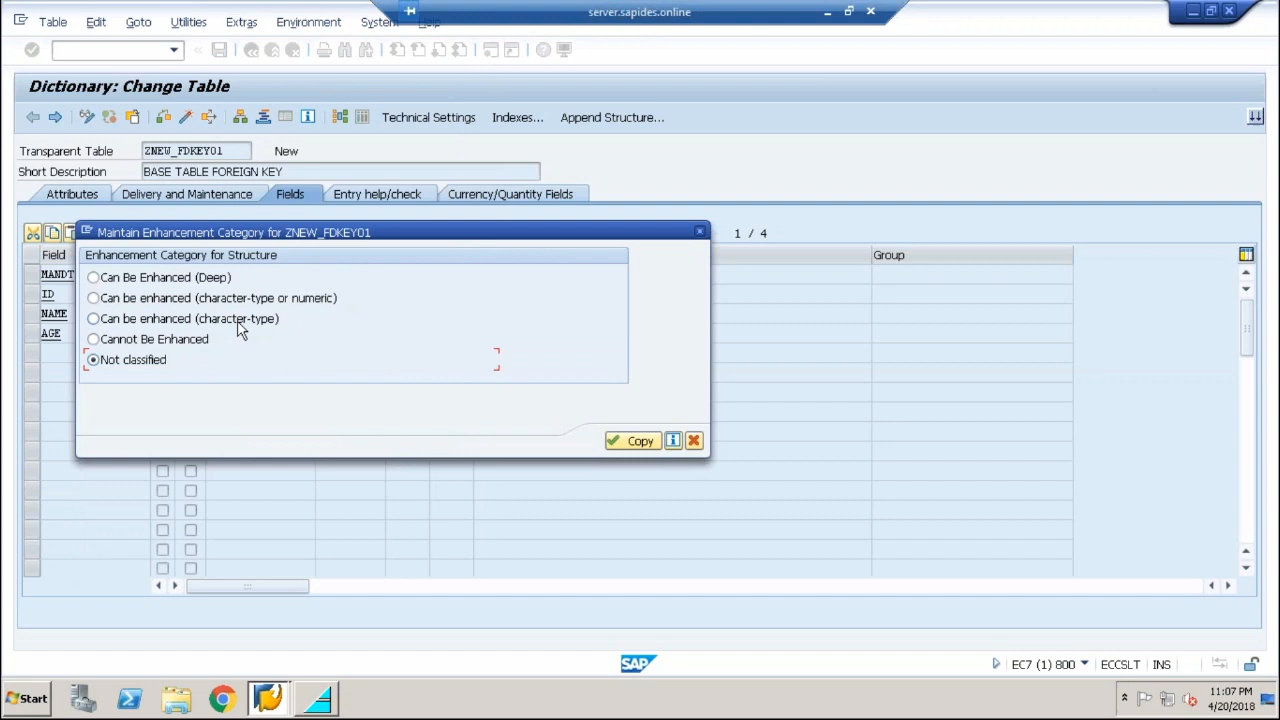 server.sapides.online
Table Edit Goto Utilities Extras Environment System Help
Dictionary: Change Table
Technical Settings Indexes... Append Structure...
Transparent Table ZNEW_FDKEY01 New
Short Description BASE TABLE FOREIGN KEY
Attributes Delivery and Maintenance Fields Entry help/check Currency/Quantity Fields
Maintain Enhancement Category for ZNEW_FDKEY01
1 / 4
Field Group
Enhancement Category for Structure
MANDT
Can Be Enhanced (Deep)
ID
Can be enhanced (character-type or numeric)
NAME
Can be enhanced (character-type)
AGE
Cannot Be Enhanced
Not classified
Copy
SAP
EC7 (1) 800 ECCSLT INS
Start
11:07 PM
4/20/2018